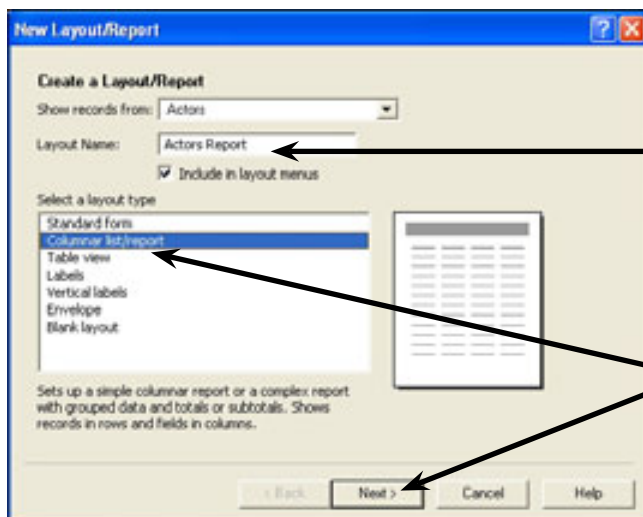 New Layout/Report
Create a Layout/Report
Show records from: Actors
Layout Name: Actors Report
Include in layout menus
Select a layout type
Standard form
Columnar list/report
Table view
Labels
Vertical labels
Envelope
Blank layout
Sets up a simple columnar report or a complex report
with grouped data and totals or subtotals. Shows
records in rows and fields in columns.
< Back Next > Cancel Help